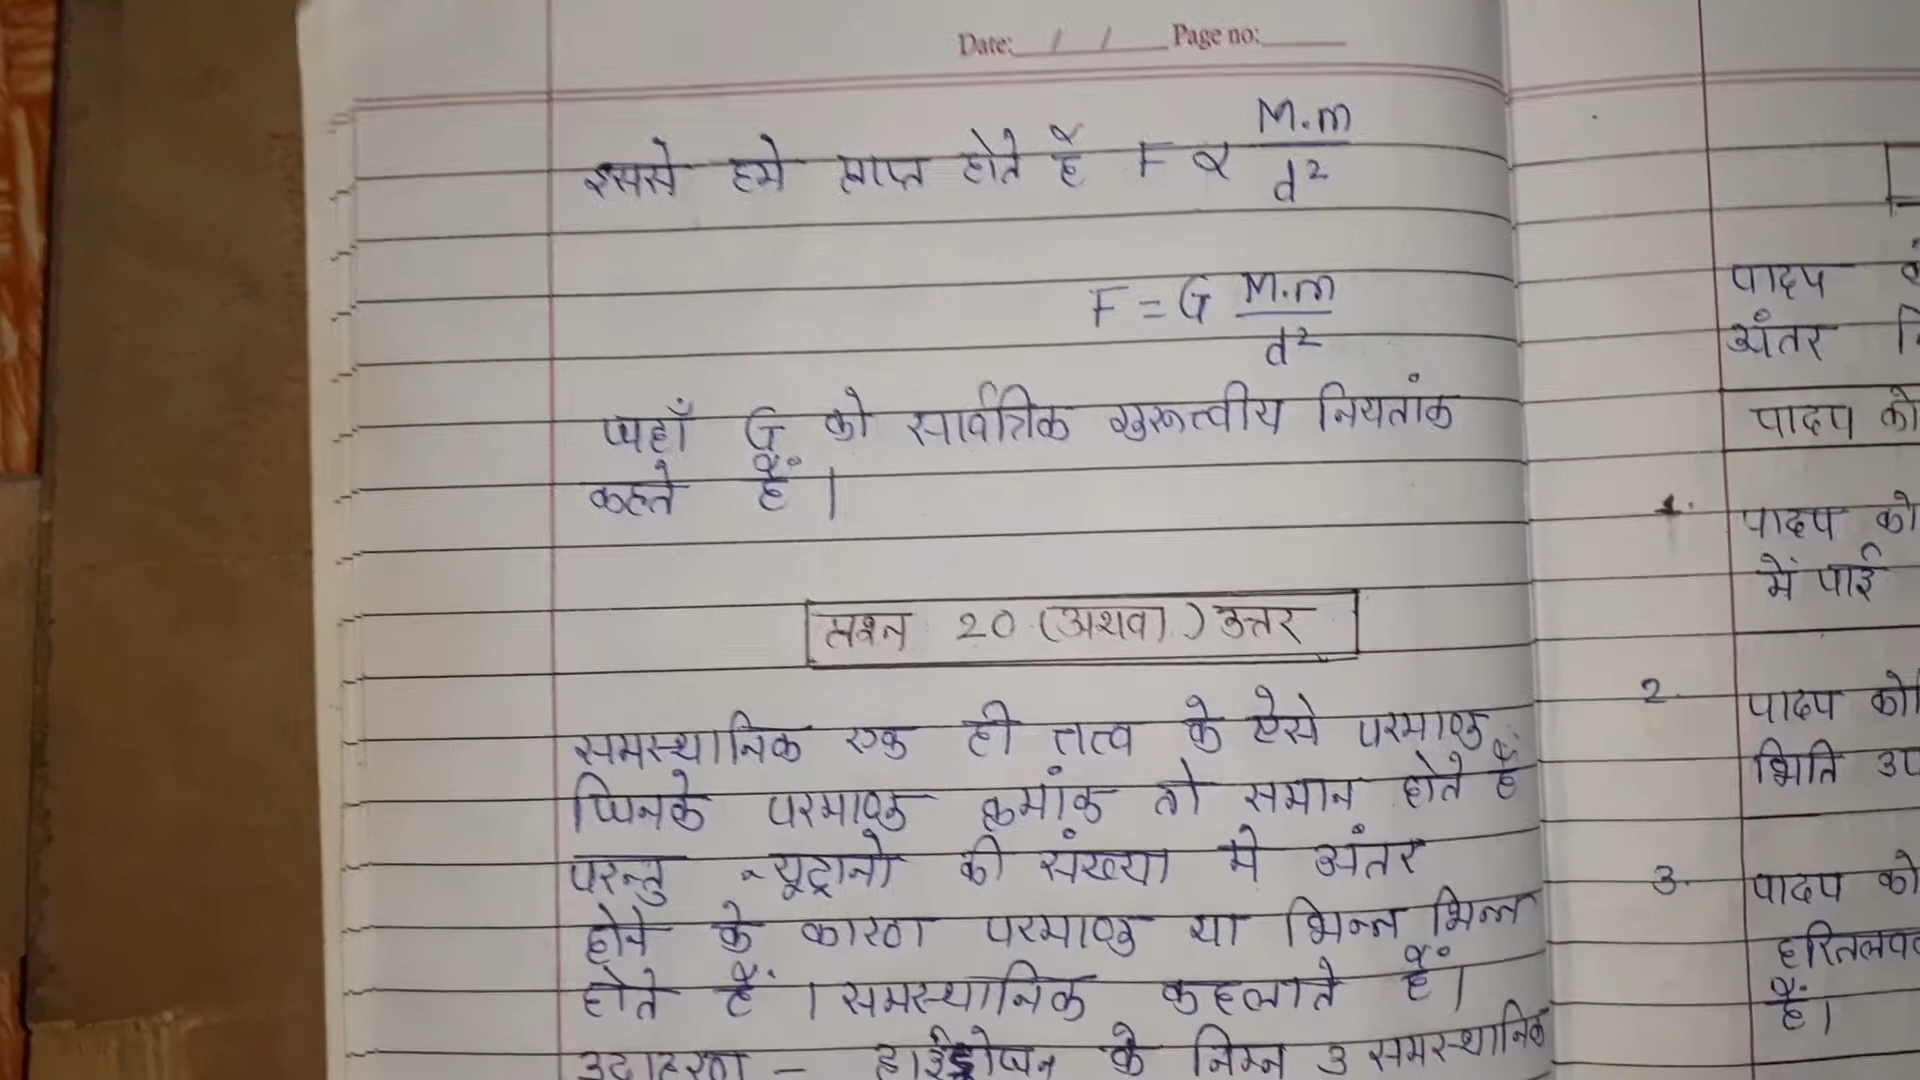 Date: / / Page no:
इससे हमे प्राप्त होते है F ∝ M.m / d²
F = G M.m / d²
यहाँ G को सार्वत्रिक गुरूत्वीय नियतांक
कहते हैं।
प्रश्न 20 (अथवा) उत्तर
समस्थानिक एक ही तत्व के ऐसे परमाणु
जिनके परमाणु क्रमांक तो समान होते हैं
परन्तु न्यूट्रानो की संख्या मे अंतर
होने के कारण परमाणु या भिन्न भिन्न
होते हैं। समस्थानिक कहलाते हैं।
उदाहरण – हाईड्रोजन के निम्न 3 समस्थानिक
पादप
अंतर
पादप को
1. पादप को
में पाई
2. पादप को
भिति
3. पादप को
हैं।